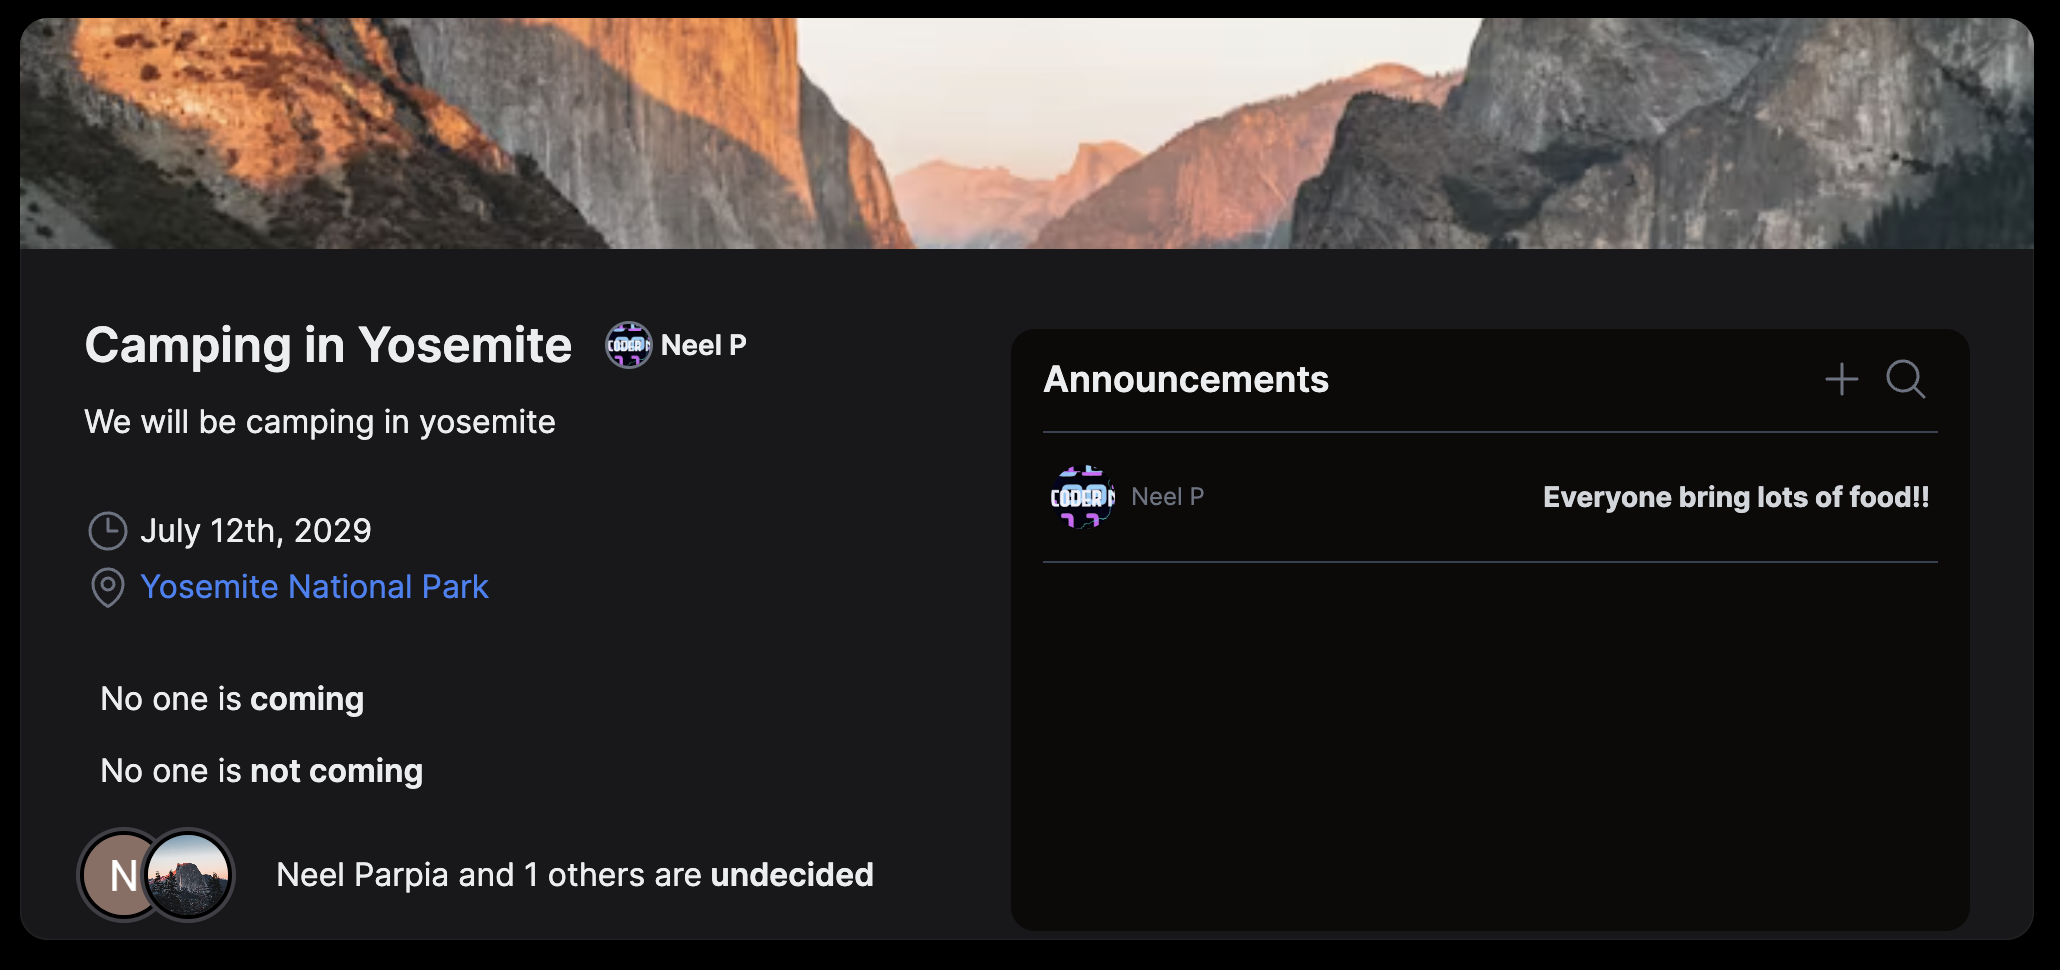 Camping in Yosemite
Neel P
We will be camping in yosemite
July 12th, 2029
Yosemite National Park
No one is coming
No one is not coming
N
Neel Parpia and 1 others are undecided
Announcements
Neel P
Everyone bring lots of food!!